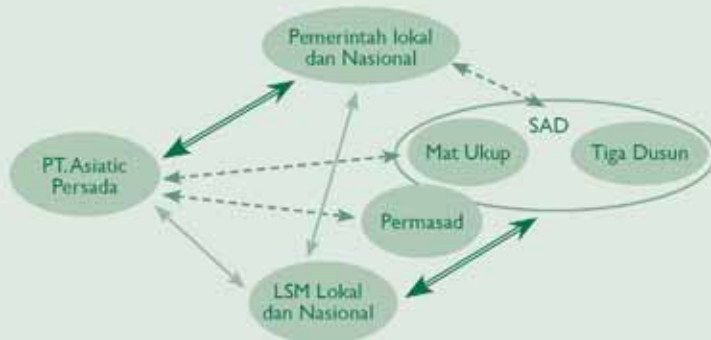 Pemerintah lokal
dan Nasional
SAD
Mat Ukup
Tiga Dusun
PT. Asiatic
Persada
Permasad
LSM Lokal
dan Nasional